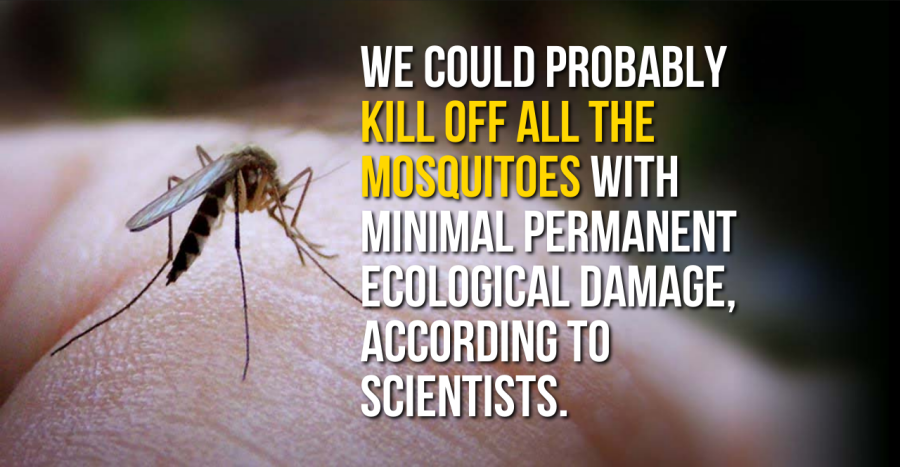 WE COULD PROBABLY
KILL OFF ALL THE
MOSQUITOES WITH
MINIMAL PERMANENT
ECOLOGICAL DAMAGE,
ACCORDING TO
SCIENTISTS.